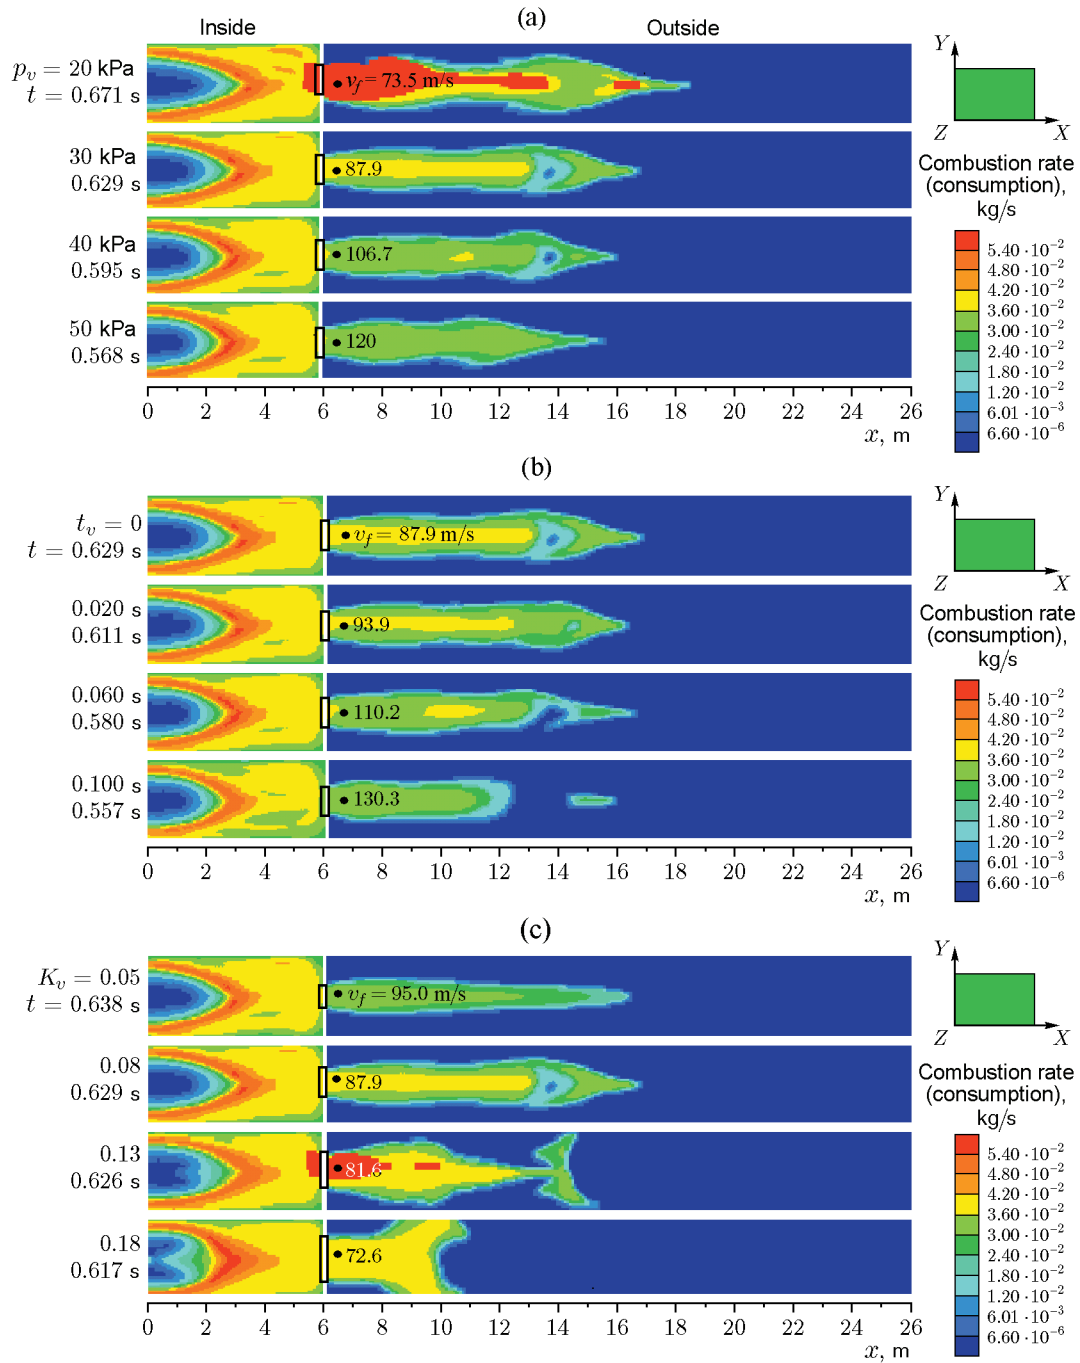 (a)
Inside Outside
p_v = 20 kPa
t = 0.671 s
v_f = 73.5 m/s
30 kPa
0.629 s
87.9
40 kPa
0.595 s
106.7
50 kPa
0.568 s
120
0 2 4 6 8 10 12 14 16 18 20 22 24 26
x, m
Y
Z X
Combustion rate
(consumption),
kg/s
5.40 · 10⁻²
4.80 · 10⁻²
4.20 · 10⁻²
3.60 · 10⁻²
3.00 · 10⁻²
2.40 · 10⁻²
1.80 · 10⁻²
1.20 · 10⁻²
6.01 · 10⁻³
6.60 · 10⁻⁶
(b)
t_v = 0
t = 0.629 s
v_f = 87.9 m/s
0.020 s
0.611 s
93.9
0.060 s
0.580 s
110.2
0.100 s
0.557 s
130.3
0 2 4 6 8 10 12 14 16 18 20 22 24 26
x, m
Y
Z X
Combustion rate
(consumption),
kg/s
5.40 · 10⁻²
4.80 · 10⁻²
4.20 · 10⁻²
3.60 · 10⁻²
3.00 · 10⁻²
2.40 · 10⁻²
1.80 · 10⁻²
1.20 · 10⁻²
6.01 · 10⁻³
6.60 · 10⁻⁶
(c)
K_v = 0.05
t = 0.638 s
v_f = 95.0 m/s
0.08
0.629 s
87.9
0.13
0.626 s
81.6
0.18
0.617 s
72.6
0 2 4 6 8 10 12 14 16 18 20 22 24 26
x, m
Y
Z X
Combustion rate
(consumption),
kg/s
5.40 · 10⁻²
4.80 · 10⁻²
4.20 · 10⁻²
3.60 · 10⁻²
3.00 · 10⁻²
2.40 · 10⁻²
1.80 · 10⁻²
1.20 · 10⁻²
6.01 · 10⁻³
6.60 · 10⁻⁶